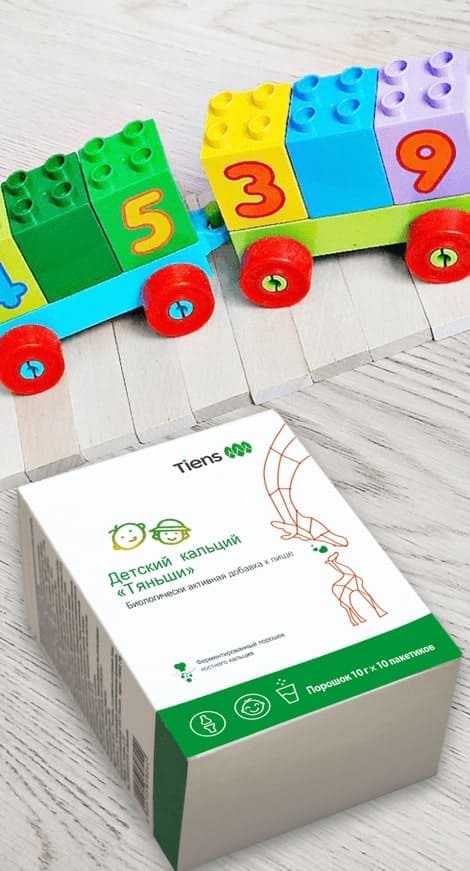 5
3
9
Tiens
Детский кальций
«Тяньши»
Биологически активная добавка к пище
Ферментированный порошок
костного кальция
Порошок 10 г х 10 пакетиков